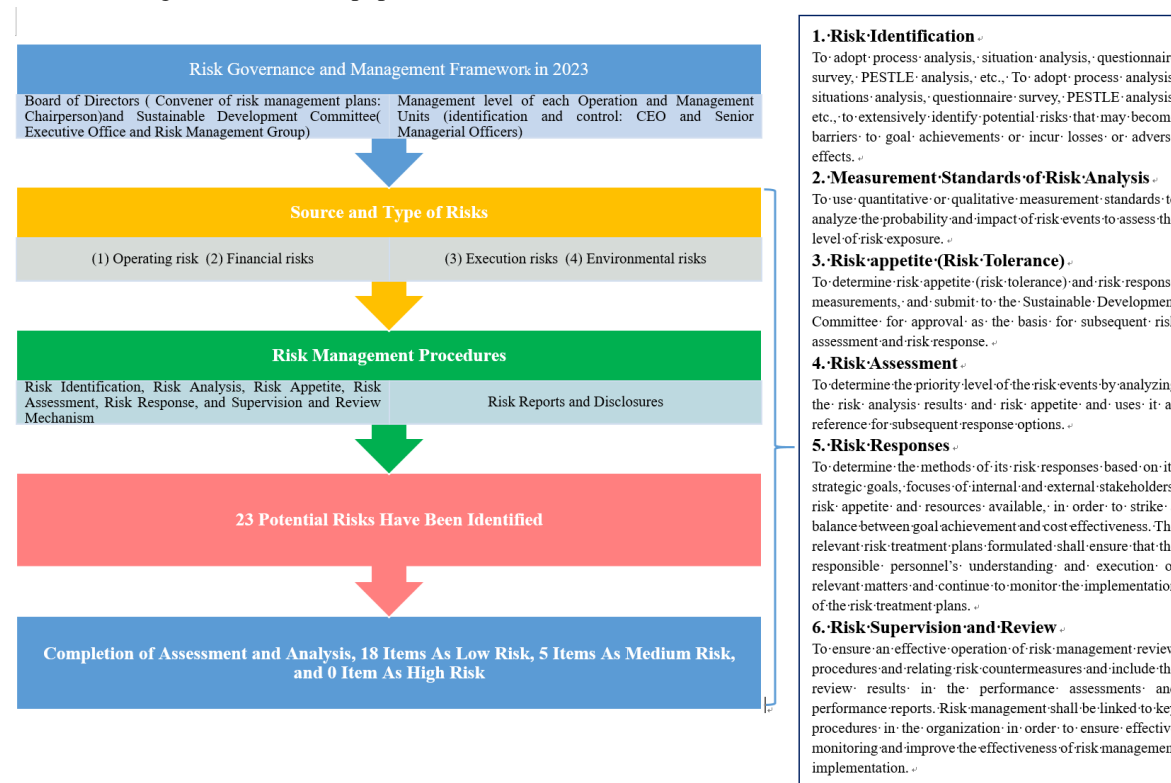 Risk Governance and Management Framework in 2023
Board of Directors ( Convener of risk management plans:
Chairperson)and Sustainable Development Committee(
Executive Office and Risk Management Group)
Management level of each Operation and Management
Units (identification and control: CEO and Senior
Managerial Officers)
Source and Type of Risks
(1) Operating risk (2) Financial risks
(3) Execution risks (4) Environmental risks
Risk Management Procedures
Risk Identification, Risk Analysis, Risk Appetite, Risk
Assessment, Risk Response, and Supervision and Review
Mechanism
Risk Reports and Disclosures
23 Potential Risks Have Been Identified
Completion of Assessment and Analysis, 18 Items As Low Risk, 5 Items As Medium Risk,
and 0 Item As High Risk
1. Risk Identification
To adopt process analysis, situation analysis, questionnair
survey, PESTLE analysis, etc., To adopt process analysis
situations analysis, questionnaire survey, PESTLE analysis
etc., to extensively identify potential risks that may becom
barriers to goal achievements or incur losses or advers
effects.
2. Measurement Standards of Risk Analysis
To use quantitative or qualitative measurement standards t
analyze the probability and impact of risk events to assess th
level of risk exposure.
3. Risk appetite (Risk Tolerance)
To determine risk appetite (risk tolerance) and risk respons
measurements, and submit to the Sustainable Developmen
Committee for approval as the basis for subsequent ris
assessment and risk response.
4. Risk Assessment
To determine the priority level of the risk events by analyzing
the risk analysis results and risk appetite and uses it a
reference for subsequent response options.
5. Risk Responses
To determine the methods of its risk responses based on it
strategic goals, focuses of internal and external stakeholders
risk appetite and resources available, in order to strike
balance between goal achievement and cost effectiveness. Th
relevant risk treatment plans formulated shall ensure that th
responsible personnel's understanding and execution o
relevant matters and continue to monitor the implementation
of the risk treatment plans.
6. Risk Supervision and Review
To ensure an effective operation of risk management review
procedures and relating risk countermeasures and include th
review results in the performance assessments and
performance reports. Risk management shall be linked to key
procedures in the organization in order to ensure effectiv
monitoring and improve the effectiveness of risk managemen
implementation.